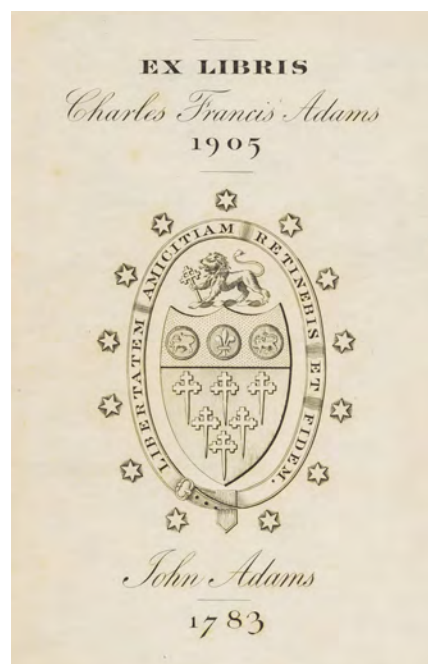 EX LIBRIS
Charles Francis Adams
1905
LIBERTATEM AMICITIAM RETINEBIS ET FIDEM.
John Adams
1783